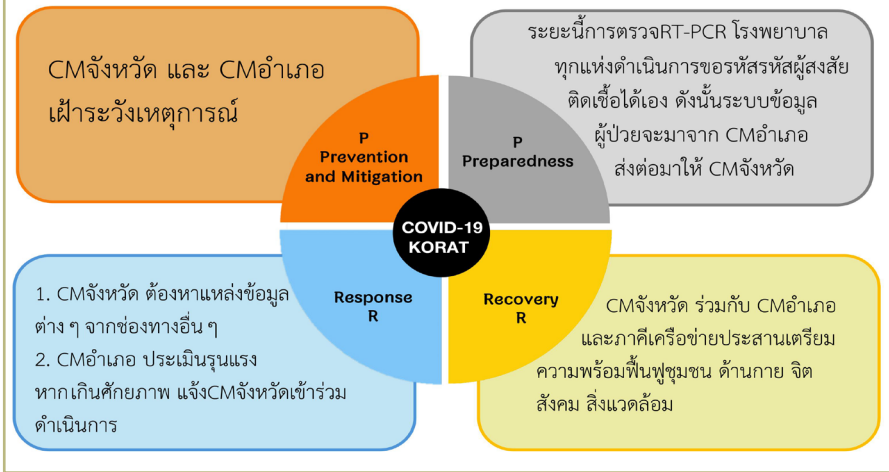 CMจังหวัด และ CMอำเภอ
เฝ้าระวังเหตุการณ์
ระยะนี้การตรวจRT-PCR โรงพยาบาล
ทุกแห่งดำเนินการขอรหัสรหัสผู้สงสัย
ติดเชื้อได้เอง ดังนั้นระบบข้อมูล
ผู้ป่วยจะมาจาก CMอำเภอ
ส่งต่อมาให้ CMจังหวัด
P
Prevention
and Mitigation
P
Preparedness
COVID-19
KORAT
Response
R
Recovery
R
1. CMจังหวัด ต้องหาแหล่งข้อมูล
ต่าง ๆ จากช่องทางอื่น ๆ
2. CMอำเภอ ประเมินรุนแรง
หากเกินศักยภาพ แจ้งCMจังหวัดเข้าร่วม
ดำเนินการ
CMจังหวัด ร่วมกับ CMอำเภอ
และภาคีเครือข่ายประสานเตรียม
ความพร้อมฟื้นฟูชุมชน ด้านกาย จิต
สังคม สิ่งแวดล้อม